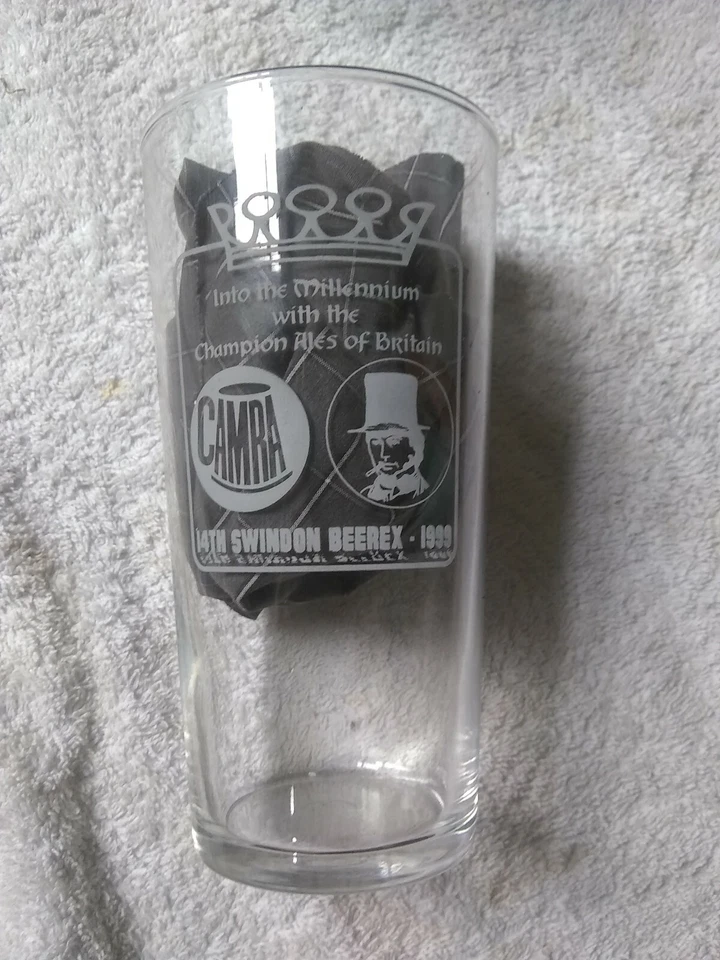 Into the Millennium
with the
Champion Ales of Britain
CAMRA
14TH SWINDON BEEREX - 1999